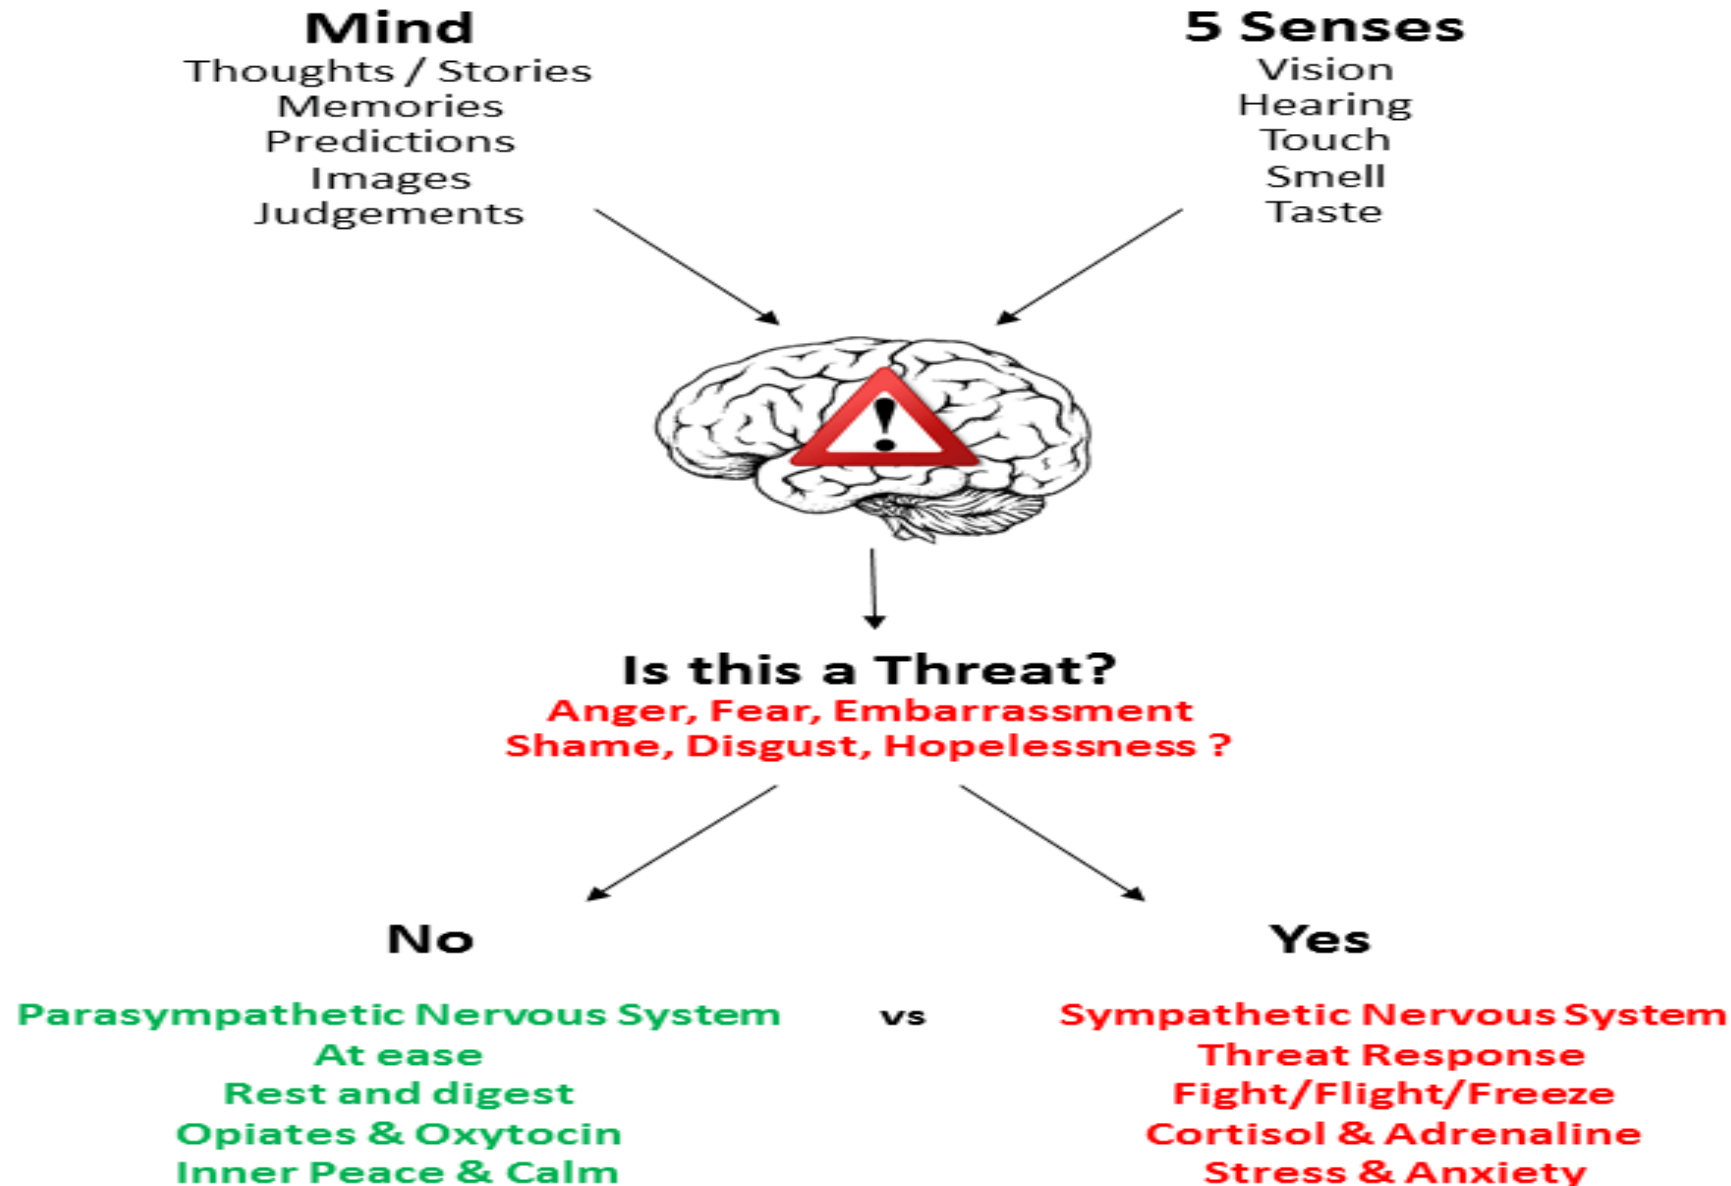 Mind
Thoughts / Stories
Memories
Predictions
Images
Judgements
5 Senses
Vision
Hearing
Touch
Smell
Taste
!
Is this a Threat?
Anger, Fear, Embarrassment
Shame, Disgust, Hopelessness ?
No
Parasympathetic Nervous System
At ease
Rest and digest
Opiates & Oxytocin
Inner Peace & Calm
vs
Yes
Sympathetic Nervous System
Threat Response
Fight/Flight/Freeze
Cortisol & Adrenaline
Stress & Anxiety